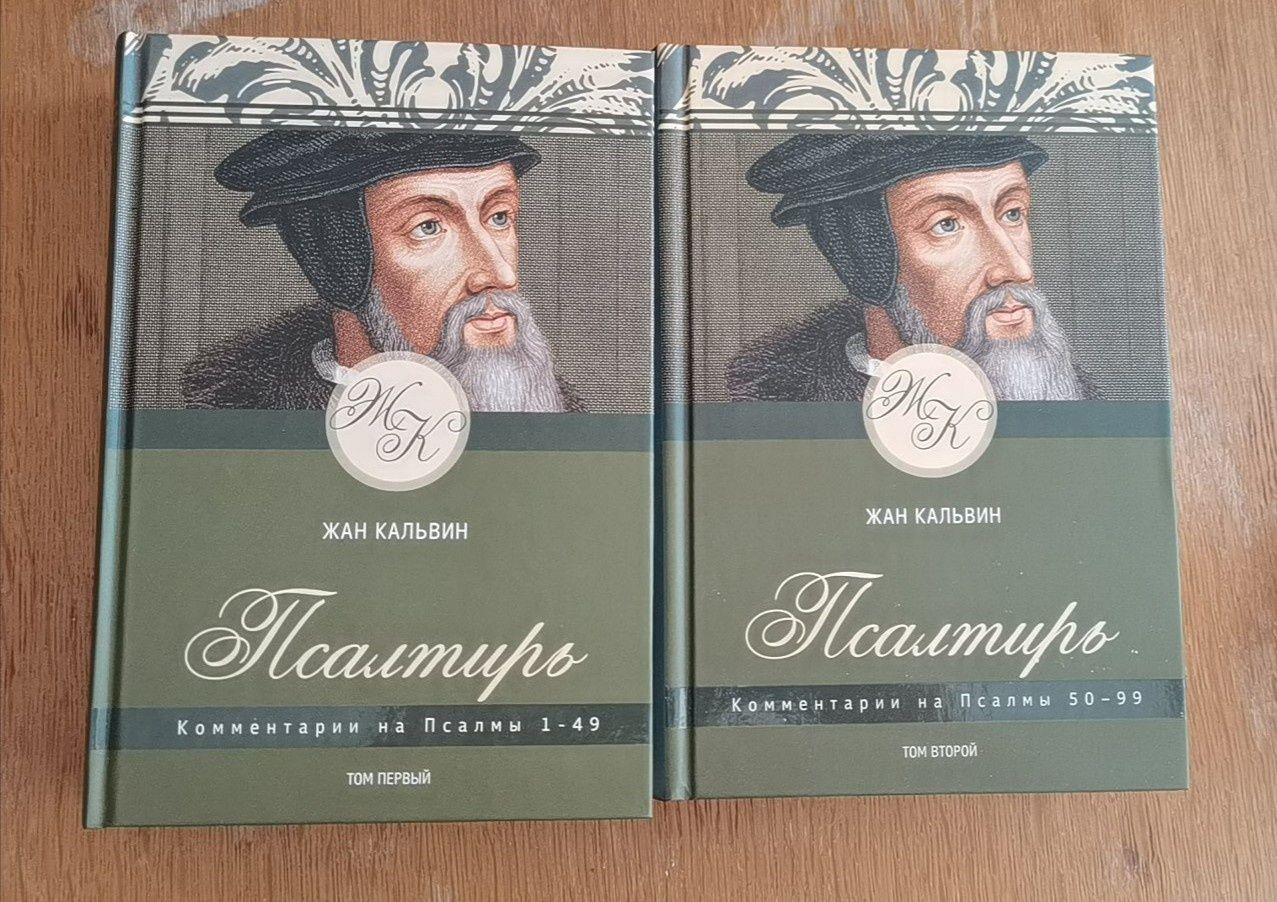 ЖК
ЖАН КАЛЬВИН
Псалтирь
Комментарии на Псалмы 1-49
ТОМ ПЕРВЫЙ
ЖК
ЖАН КАЛЬВИН
Псалтирь
Комментарии на Псалмы 50–99
ТОМ ВТОРОЙ